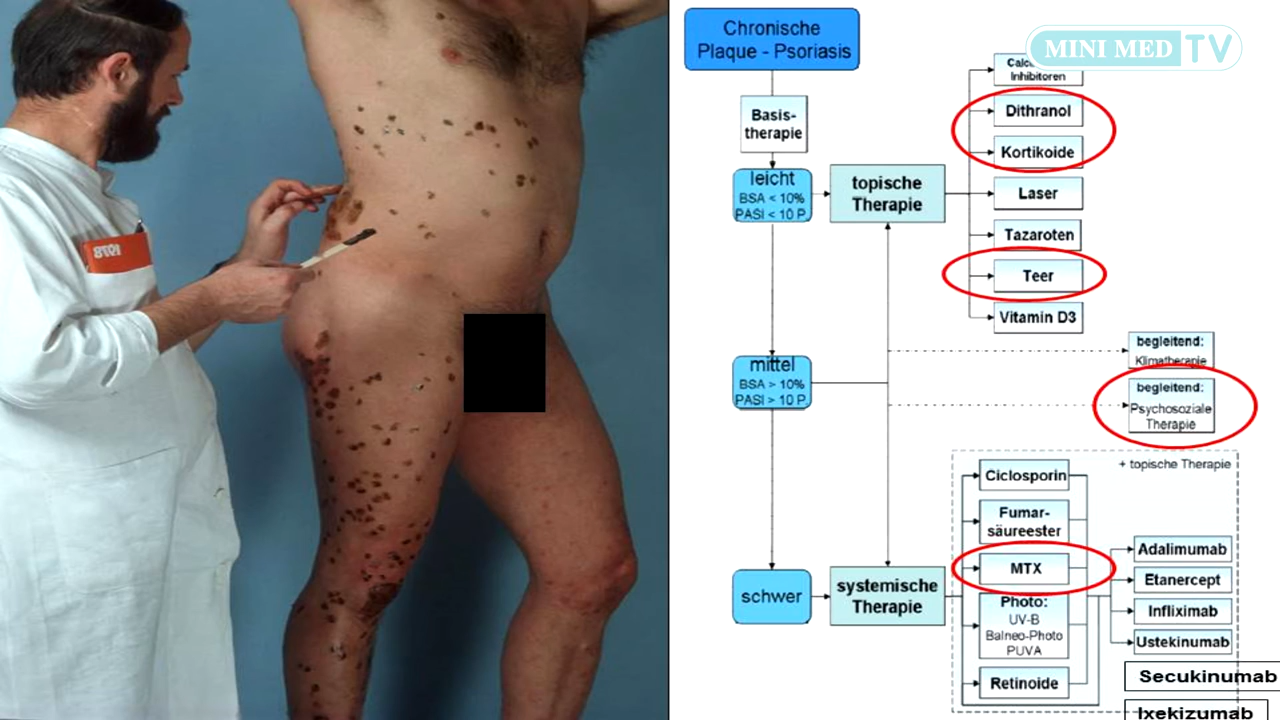 MINI MED TV
Chronische
Plaque - Psoriasis
Basis-
therapie
leicht
BSA < 10%
PASI < 10 P.
topische
Therapie
Inhibitoren
Dithranol
Kortikoide
Laser
Tazaroten
Teer
Vitamin D3
mittel
BSA > 10%
PASI > 10 P.
begleitend:
Klimatherapie
begleitend:
Psychosoziale
Therapie
schwer
systemische
Therapie
+ topische Therapie
Ciclosporin
Fumar-
säureester
MTX
Photo:
UV-B
Balneo-Photo
PUVA
Retinoide
Adalimumab
Etanercept
Infliximab
Ustekinumab
Secukinumab
Ixekizumab